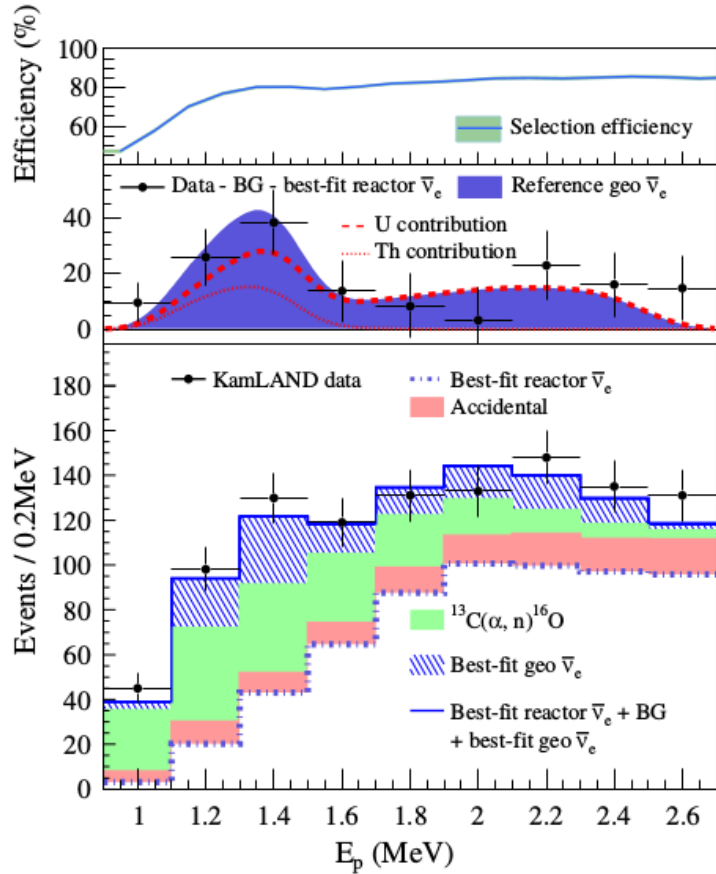 Efficiency (%)
100
80
60
40
20
0
Selection efficiency
Data - BG - best-fit reactor ν̅ₑ
Reference geo ν̅ₑ
U contribution
Th contribution
Events / 0.2MeV
180
160
140
120
100
80
60
40
20
0
KamLAND data
Best-fit reactor ν̅ₑ
Accidental
¹³C(α, n)¹⁶O
Best-fit geo ν̅ₑ
Best-fit reactor ν̅ₑ + BG
+ best-fit geo ν̅ₑ
1 1.2 1.4 1.6 1.8 2 2.2 2.4 2.6
Eₚ (MeV)